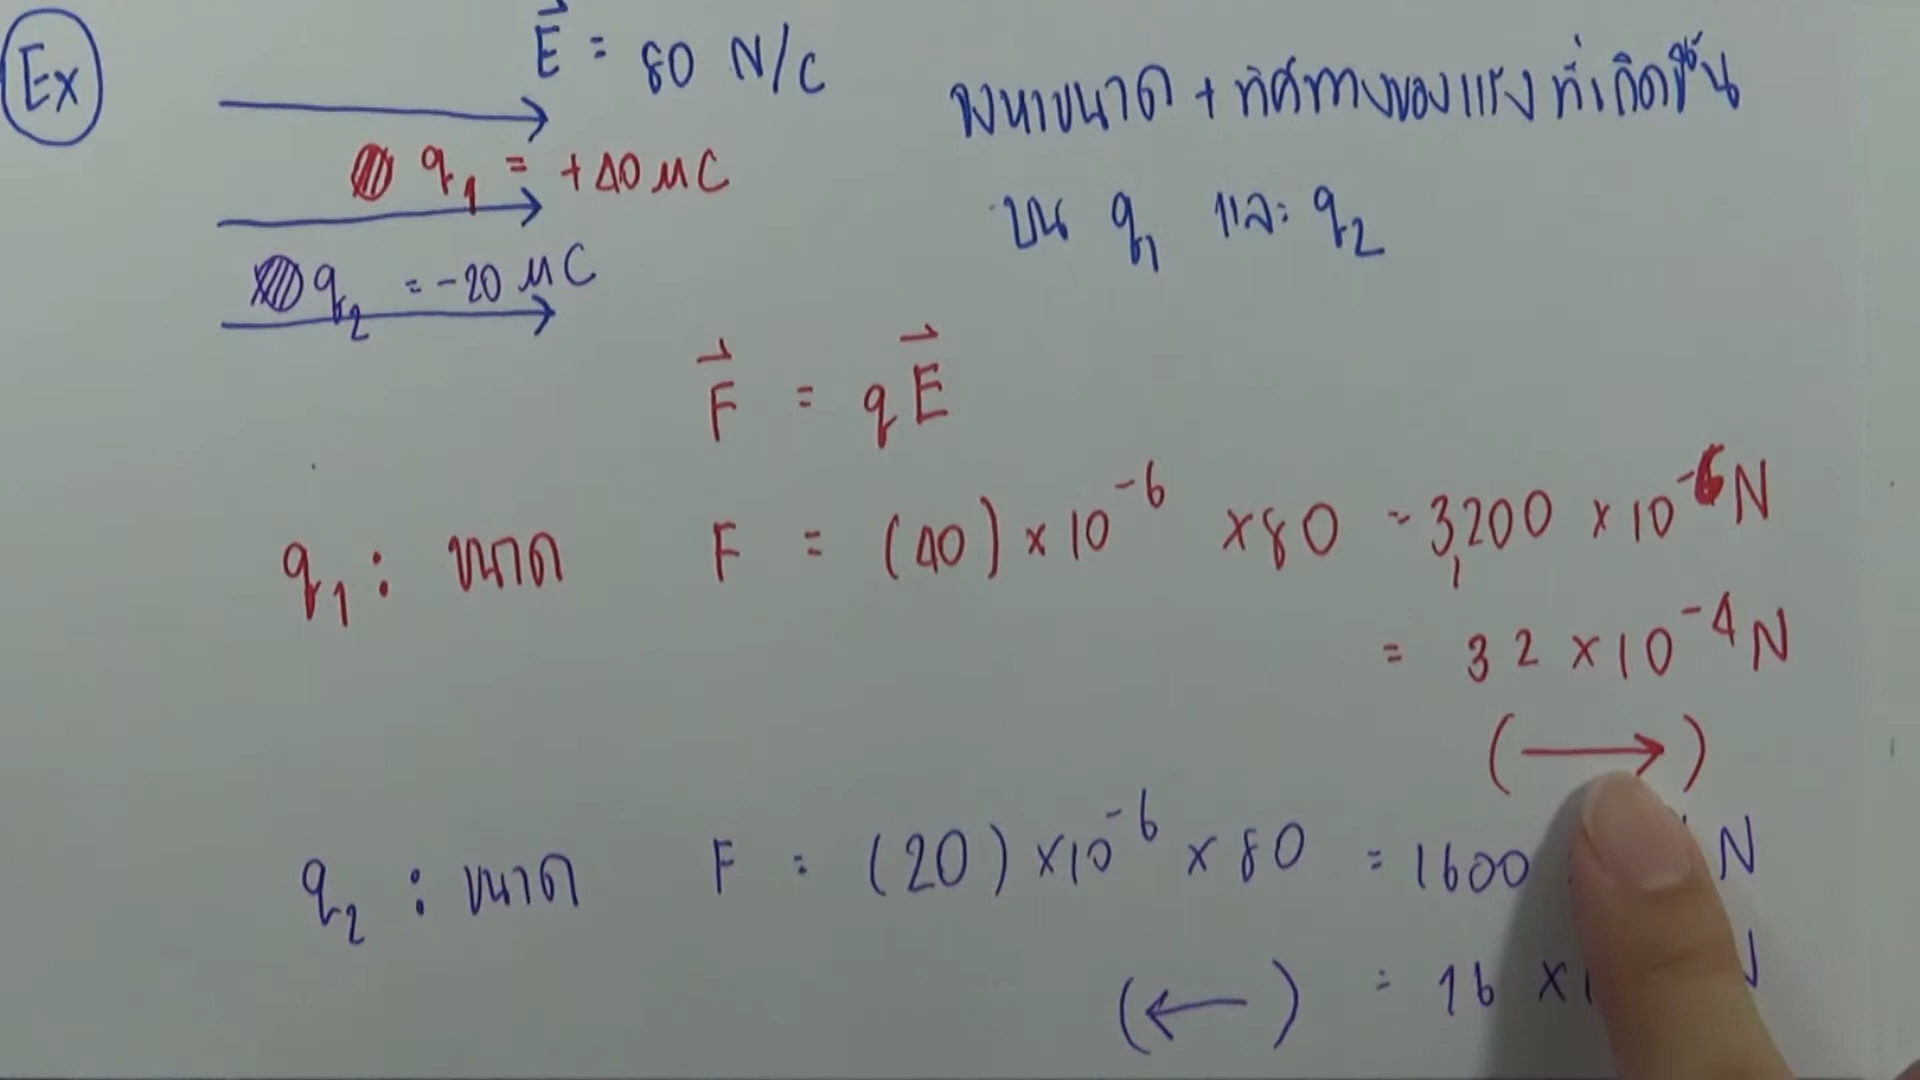 Ex
E⃗ = 80 N/C
จงหาขนาด + ทิศทางของแรงที่เกิดขึ้น
q₁ = +40 μC
บน q₁ และ q₂
q₂ = -20 μC
F⃗ = qE⃗
q₁ : ขนาด F = (40) × 10⁻⁶ × 80 = 3,200 × 10⁻⁶ N
= 32 × 10⁻⁴ N
(→)
q₂ : ขนาด F = (20) × 10⁻⁶ × 80 = 1600 N
(←) = 16 ×